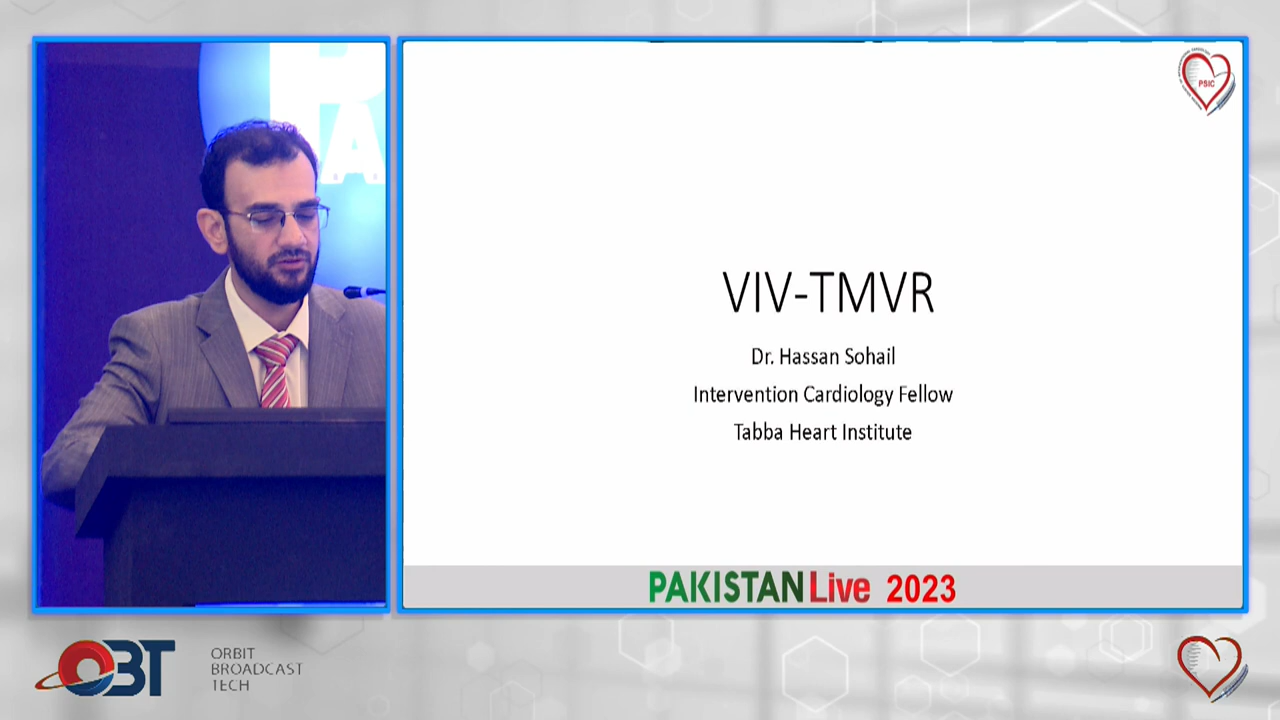 P
A
PSIC
VIV-TMVR
Dr. Hassan Sohail
Intervention Cardiology Fellow
Tabba Heart Institute
PAKISTAN Live 2023
OBT
ORBIT
BROADCAST
TECH